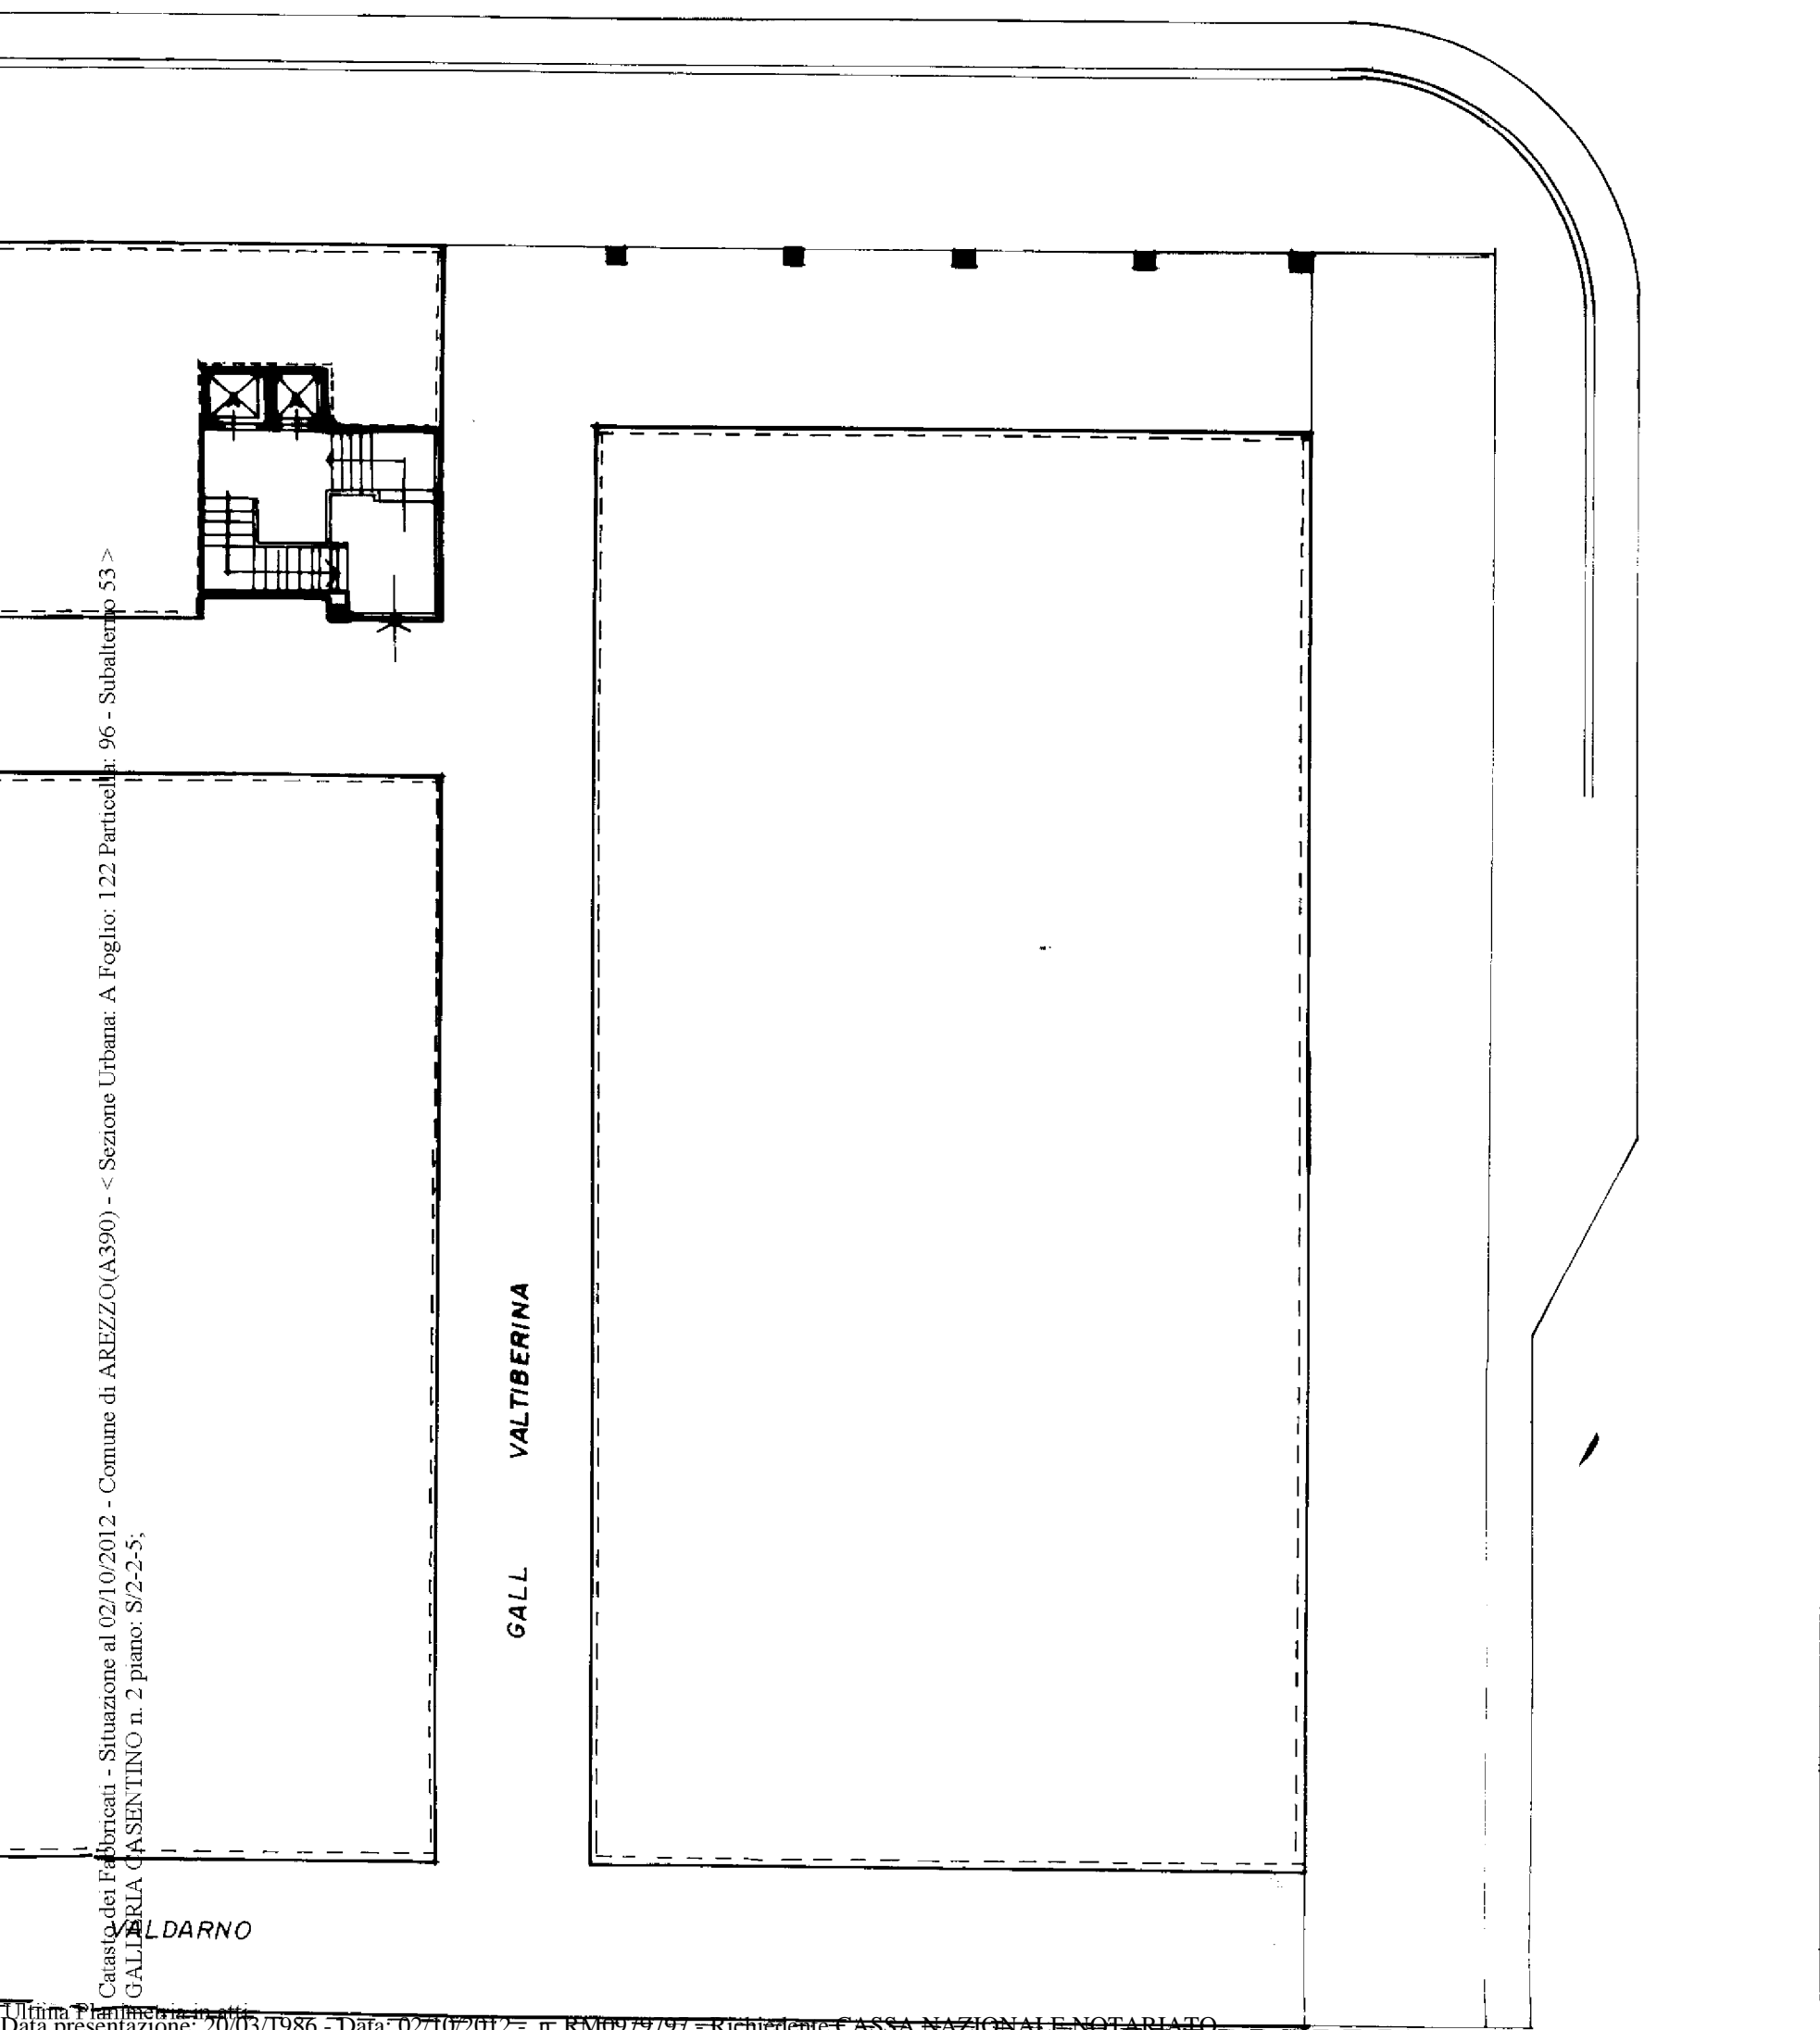 Catasto dei Fabbricati - Situazione al 02/10/2012 - Comune di AREZZO(A390) - < Sezione Urbana: A Foglio: 122 Particella: 96 - Subalterno 53 >
GALLERIA CASENTINO n. 2 piano: S/2-2-5;
GALL VALTIBERINA
VALDARNO
Ultima Planimetria in atti
Data presentazione: 20/03/1986 - Data: 02/10/2012 - n. RM0979797 - Richiedente CASSA NAZIONALE NOTARIATO